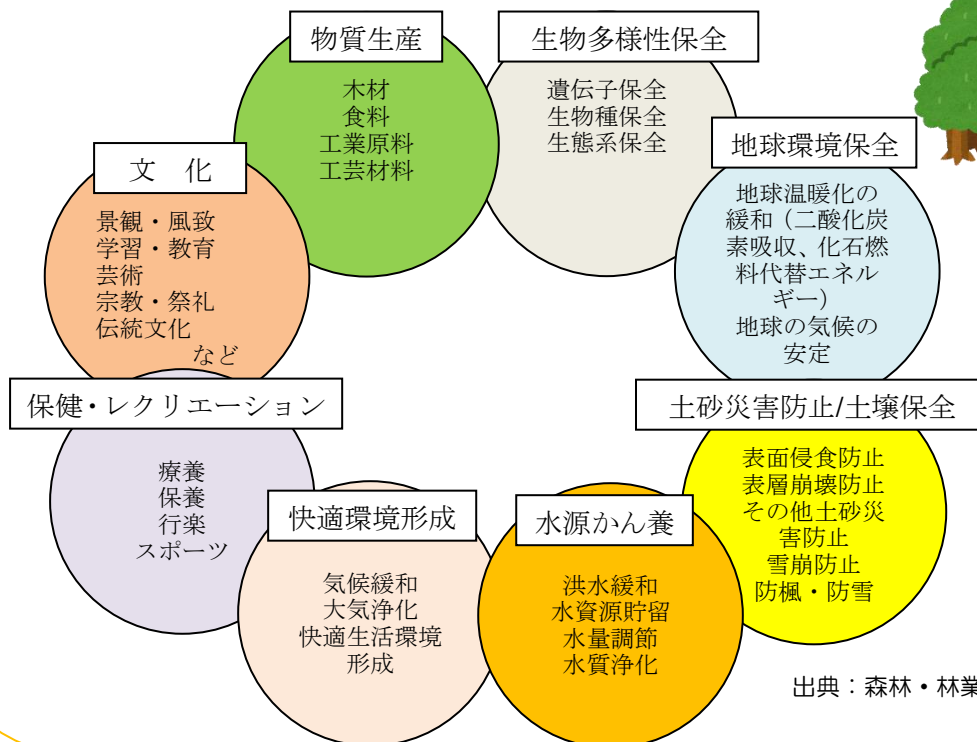 物質生産
木材
食料
工業原料
工芸材料
生物多様性保全
遺伝子保全
生物種保全
生態系保全
地球環境保全
地球温暖化の
緩和（二酸化炭
素吸収、化石燃
料代替エネル
ギー）
地球の気候の
安定
土砂災害防止/土壌保全
表面侵食防止
表層崩壊防止
その他土砂災
害防止
雪崩防止
防楓・防雪
水源かん養
洪水緩和
水資源貯留
水量調節
水質浄化
快適環境形成
気候緩和
大気浄化
快適生活環境
形成
保健・レクリエーション
療養
保養
行楽
スポーツ
文　化
景観・風致
学習・教育
芸術
宗教・祭礼
伝統文化
など
出典：森林・林業